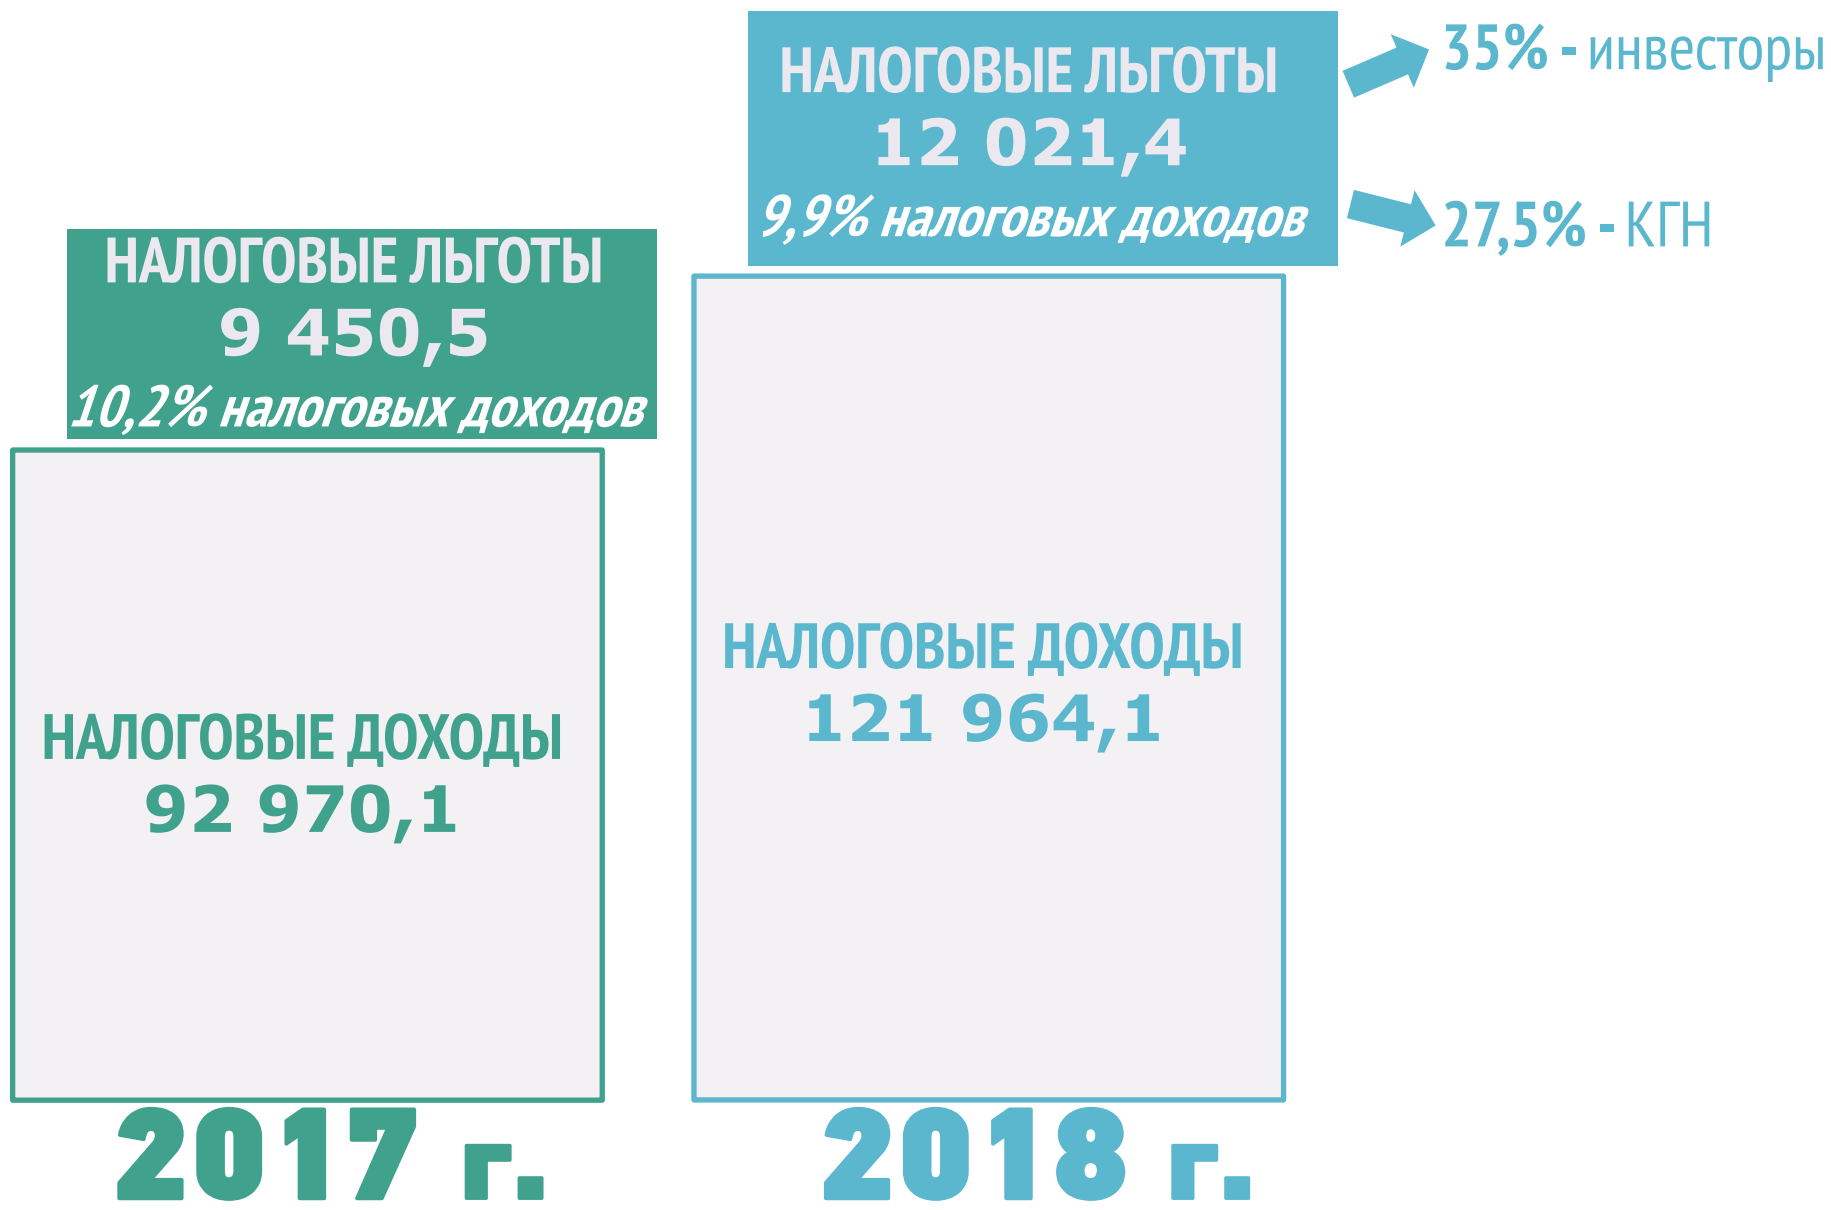 НАЛОГОВЫЕ ЛЬГОТЫ
9 450,5
10,2% налоговых доходов
НАЛОГОВЫЕ ДОХОДЫ
92 970,1
2017 г.
НАЛОГОВЫЕ ЛЬГОТЫ
12 021,4
9,9% налоговых доходов
35% - инвесторы
27,5% - КГН
НАЛОГОВЫЕ ДОХОДЫ
121 964,1
2018 г.